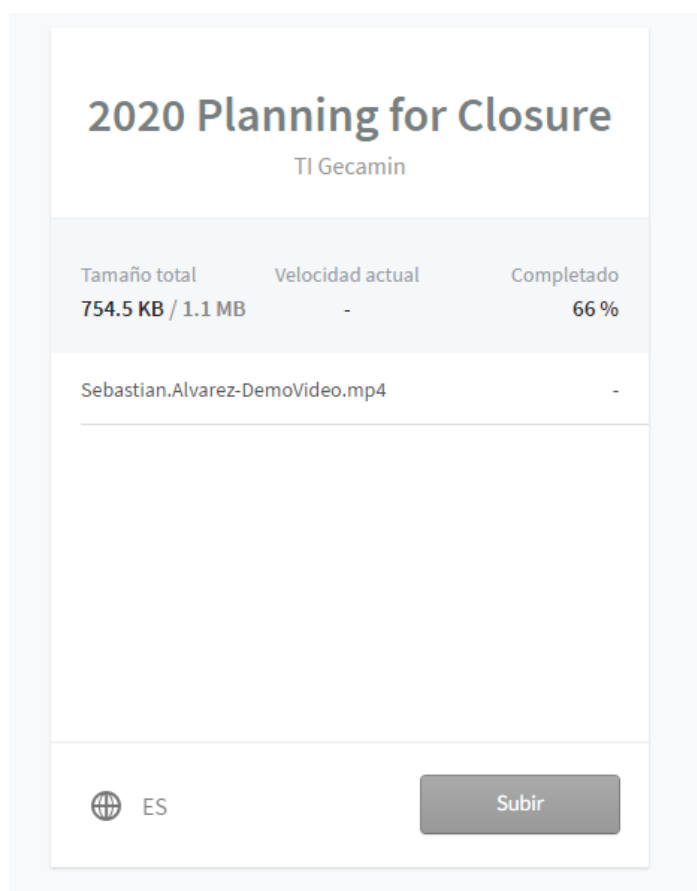 2020 Planning for Closure
TI Gecamin
Tamaño total Velocidad actual Completado
754.5 KB / 1.1 MB - 66 %
Sebastian.Alvarez-DemoVideo.mp4 -
ES Subir